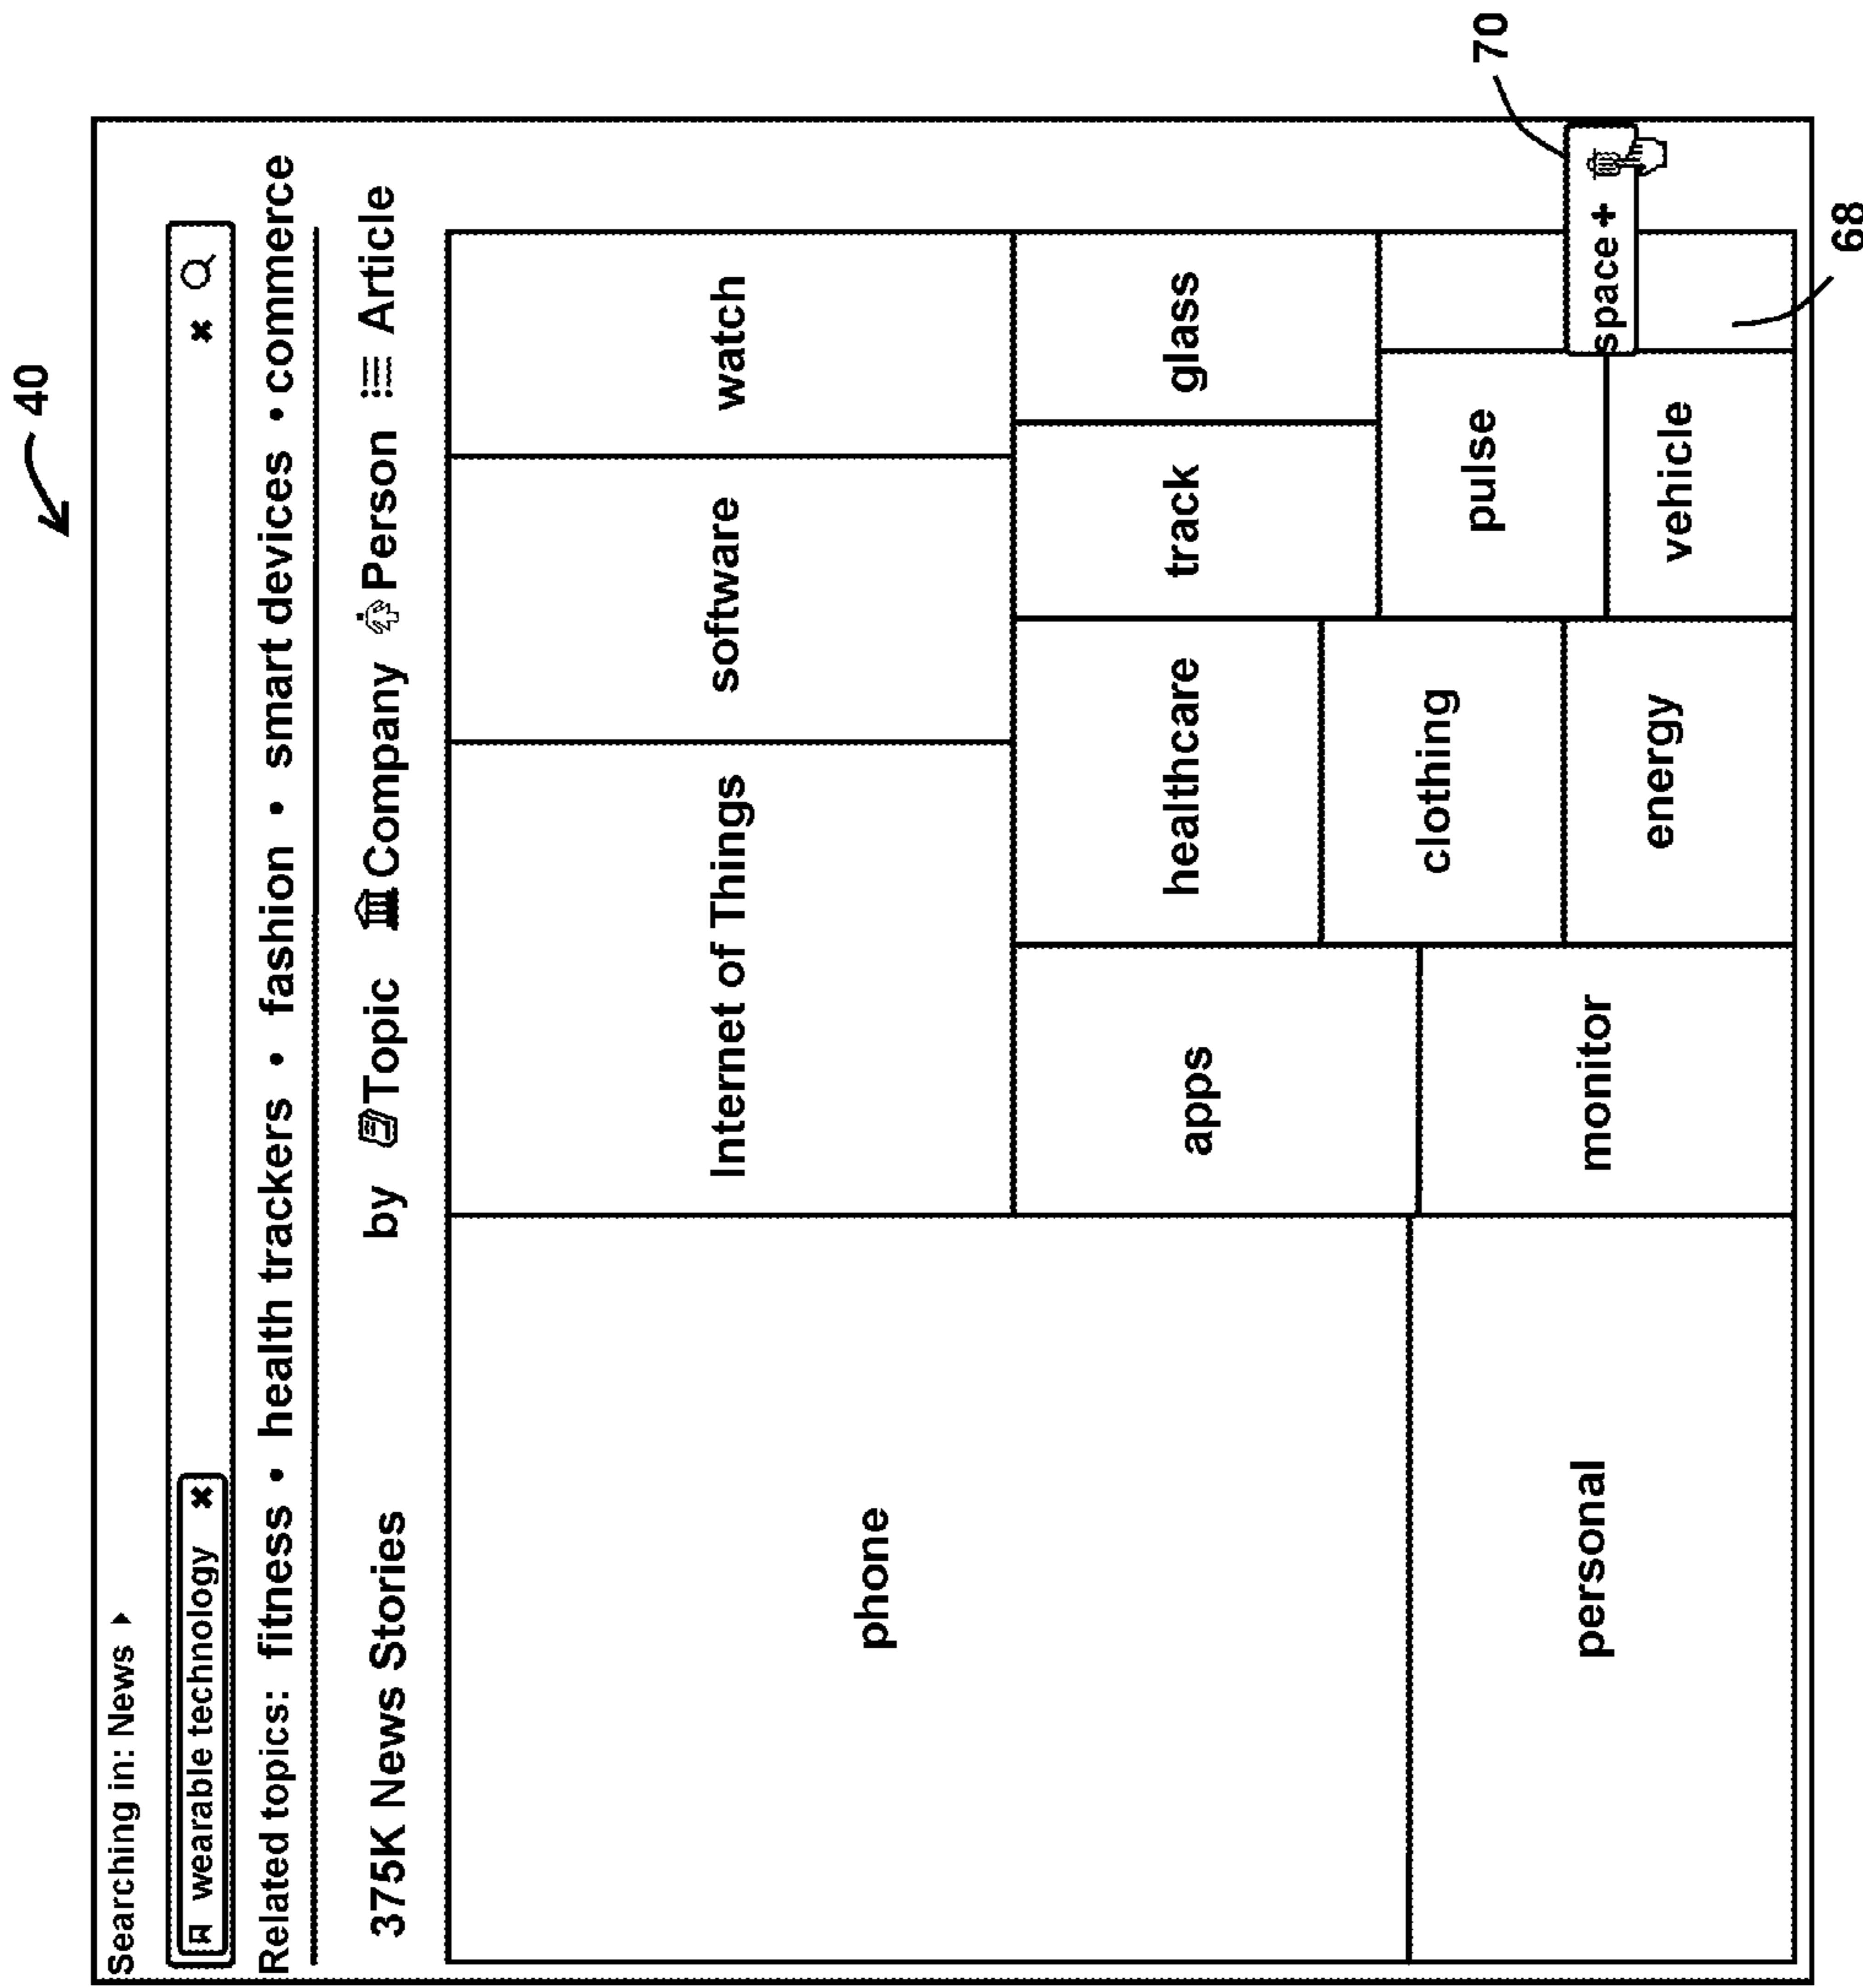 40
Searching in: News
wearable technology ✖
✖
Related topics: fitness • health trackers • fashion • smart devices • commerce
375K News Stories by Topic Company Person Article
phone
Internet of Things
software
watch
apps
healthcare
track
glass
clothing
pulse
space +
70
personal
monitor
energy
vehicle
68